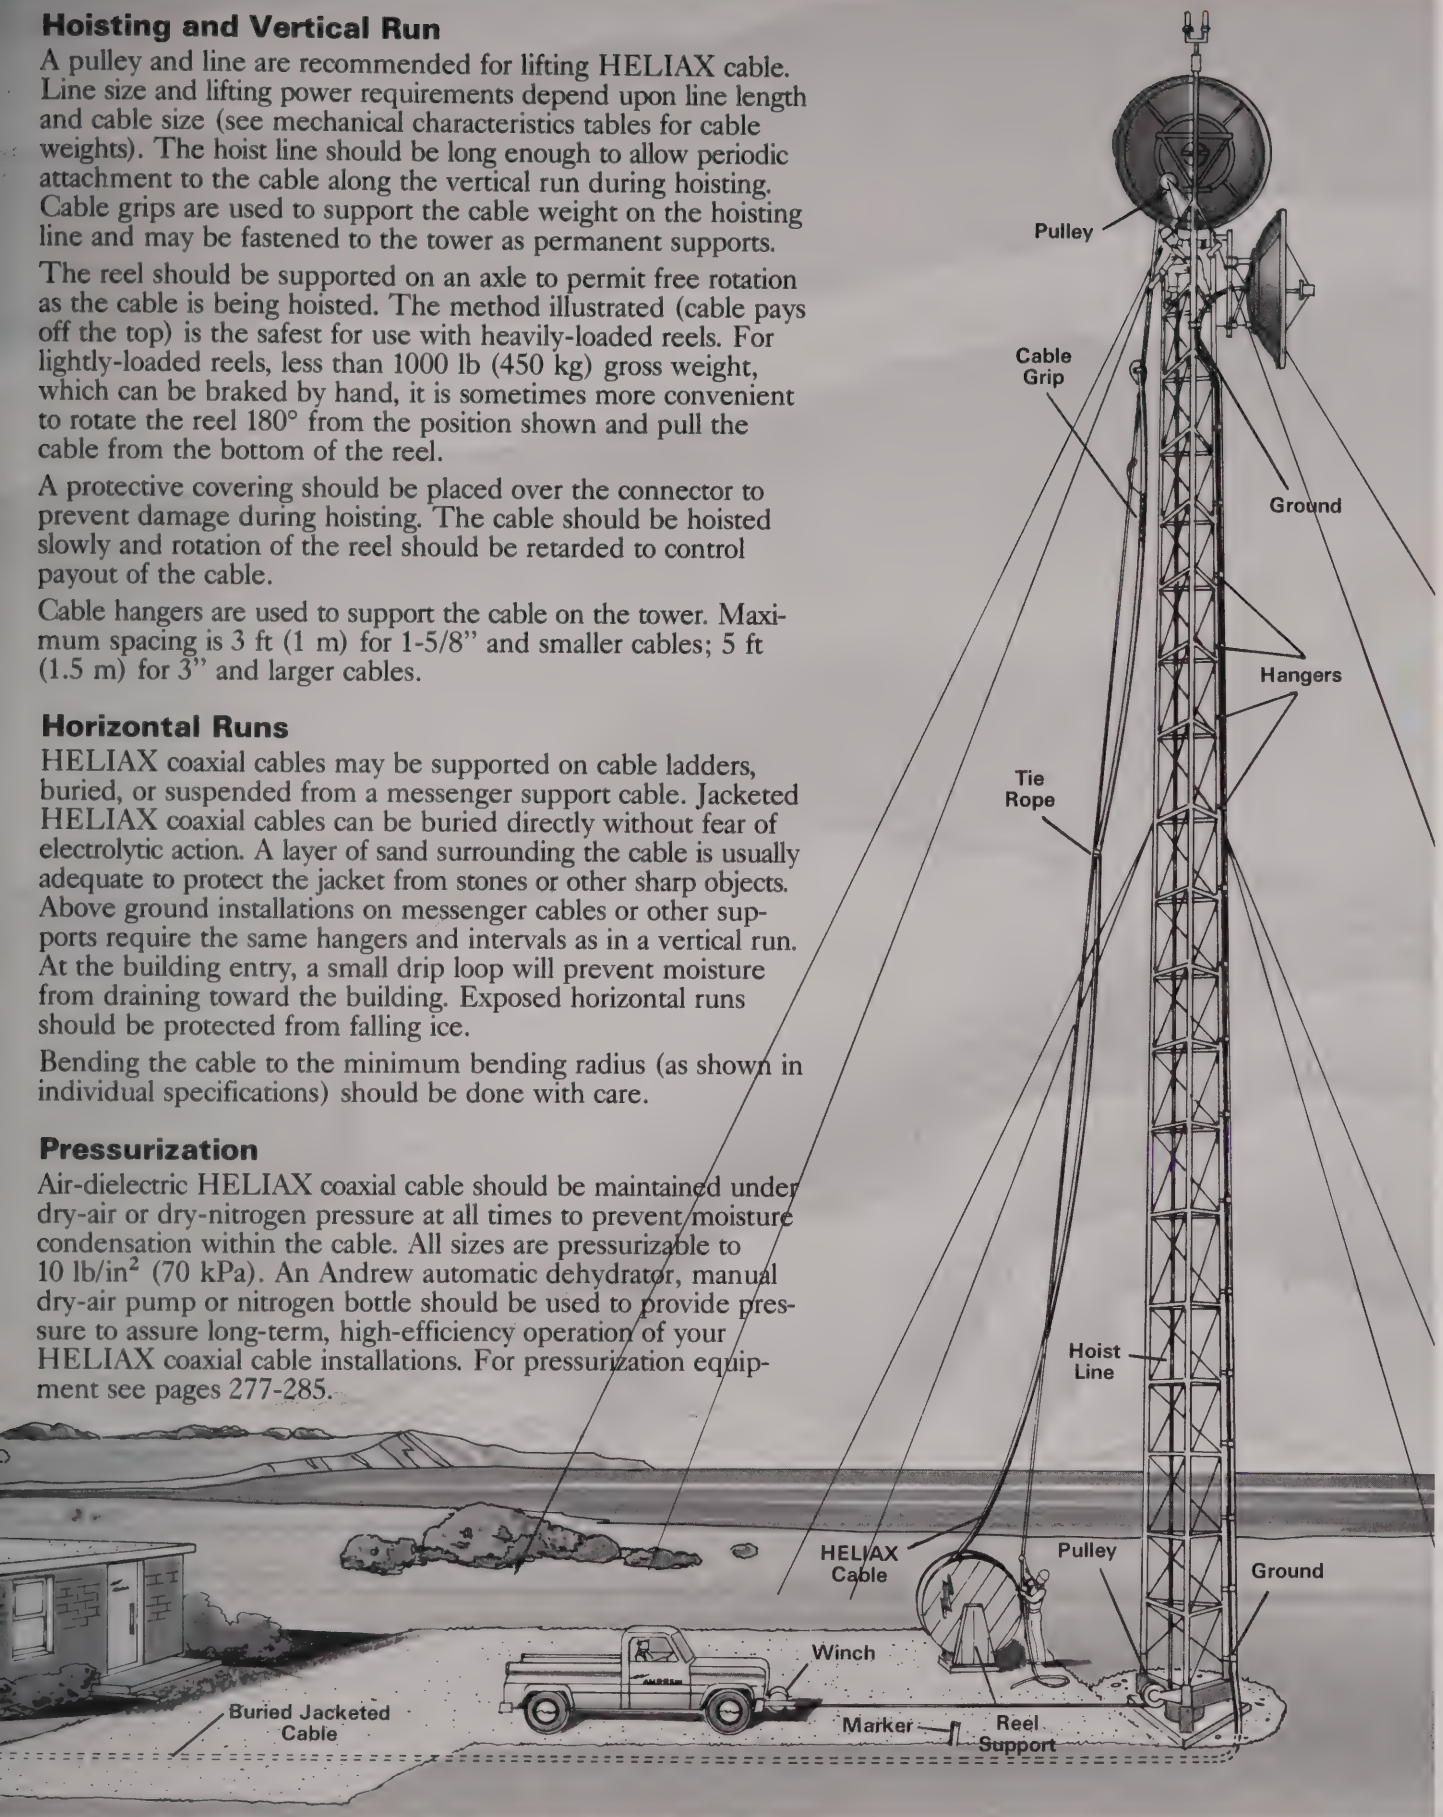 Hoisting and Vertical Run
A pulley and line are recommended for lifting HELIAX cable.
Line size and lifting power requirements depend upon line length
and cable size (see mechanical characteristics tables for cable
weights). The hoist line should be long enough to allow periodic
attachment to the cable along the vertical run during hoisting.
Cable grips are used to support the cable weight on the hoisting
line and may be fastened to the tower as permanent supports.
The reel should be supported on an axle to permit free rotation
as the cable is being hoisted. The method illustrated (cable pays
off the top) is the safest for use with heavily-loaded reels. For
lightly-loaded reels, less than 1000 lb (450 kg) gross weight,
which can be braked by hand, it is sometimes more convenient
to rotate the reel 180° from the position shown and pull the
cable from the bottom of the reel.
A protective covering should be placed over the connector to
prevent damage during hoisting. The cable should be hoisted
slowly and rotation of the reel should be retarded to control
payout of the cable.
Cable hangers are used to support the cable on the tower. Maxi-
mum spacing is 3 ft (1 m) for 1-5/8” and smaller cables; 5 ft
(1.5 m) for 3” and larger cables.
Horizontal Runs
HELIAX coaxial cables may be supported on cable ladders,
buried, or suspended from a messenger support cable. Jacketed
HELIAX coaxial cables can be buried directly without fear of
electrolytic action. A layer of sand surrounding the cable is usually
adequate to protect the jacket from stones or other sharp objects.
Above ground installations on messenger cables or other sup-
ports require the same hangers and intervals as in a vertical run.
At the building entry, a small drip loop will prevent moisture
from draining toward the building. Exposed horizontal runs
should be protected from falling ice.
Bending the cable to the minimum bending radius (as shown in
individual specifications) should be done with care.
Pressurization
Air-dielectric HELIAX coaxial cable should be maintained under
dry-air or dry-nitrogen pressure at all times to prevent moisture
condensation within the cable. All sizes are pressurizable to
10 lb/in² (70 kPa). An Andrew automatic dehydrator, manual
dry-air pump or nitrogen bottle should be used to provide pres-
sure to assure long-term, high-efficiency operation of your
HELIAX coaxial cable installations. For pressurization equip-
ment see pages 277-285.
Pulley
Cable
Grip
Ground
Hangers
Tie
Rope
Hoist
Line
HELIAX
Cable
Pulley
Ground
Winch
ANDREW
Buried Jacketed
Cable
Marker
Reel
Support